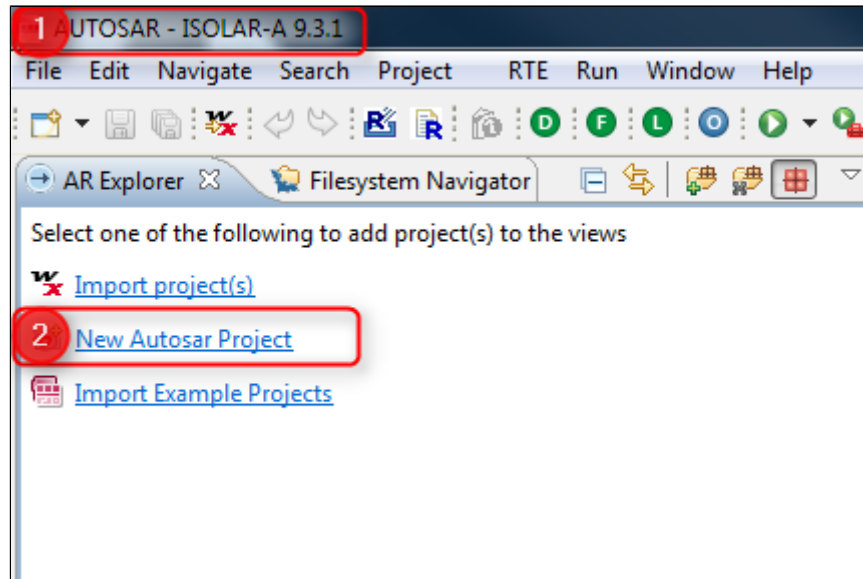 1 AUTOSAR - ISOLAR-A 9.3.1
File Edit Navigate Search Project RTE Run Window Help
D F L O
AR Explorer Filesystem Navigator
Select one of the following to add project(s) to the views
Import project(s)
2 New Autosar Project
Import Example Projects